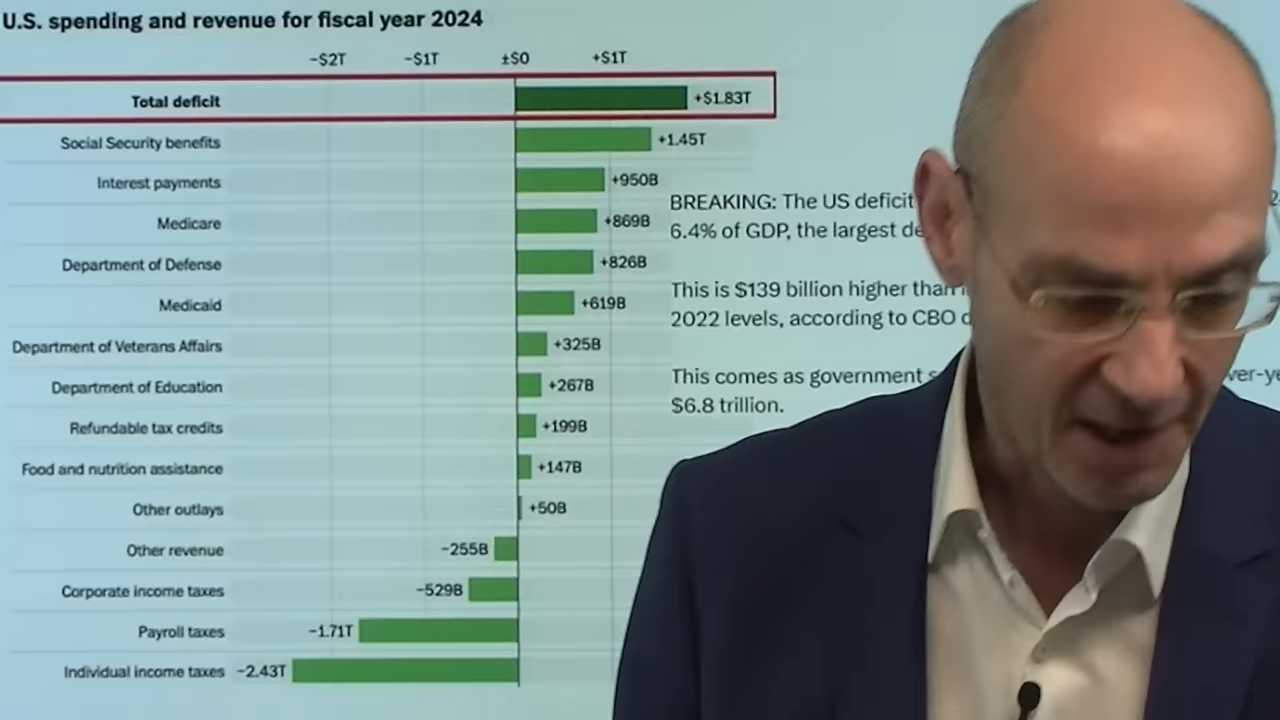 U.S. spending and revenue for fiscal year 2024
−$2T −$1T ±$0 +$1T
Total deficit +$1.83T
Social Security benefits +1.45T
Interest payments +950B
Medicare +869B
Department of Defense +826B
Medicaid +619B
Department of Veterans Affairs +325B
Department of Education +267B
Refundable tax credits +199B
Food and nutrition assistance +147B
Other outlays +50B
Other revenue −255B
Corporate income taxes −529B
Payroll taxes −1.71T
Individual income taxes −2.43T
BREAKING: The US deficit
6.4% of GDP, the largest
This is $139 billion higher than
2022 levels, according to CBO
This comes as government
$6.8 trillion.